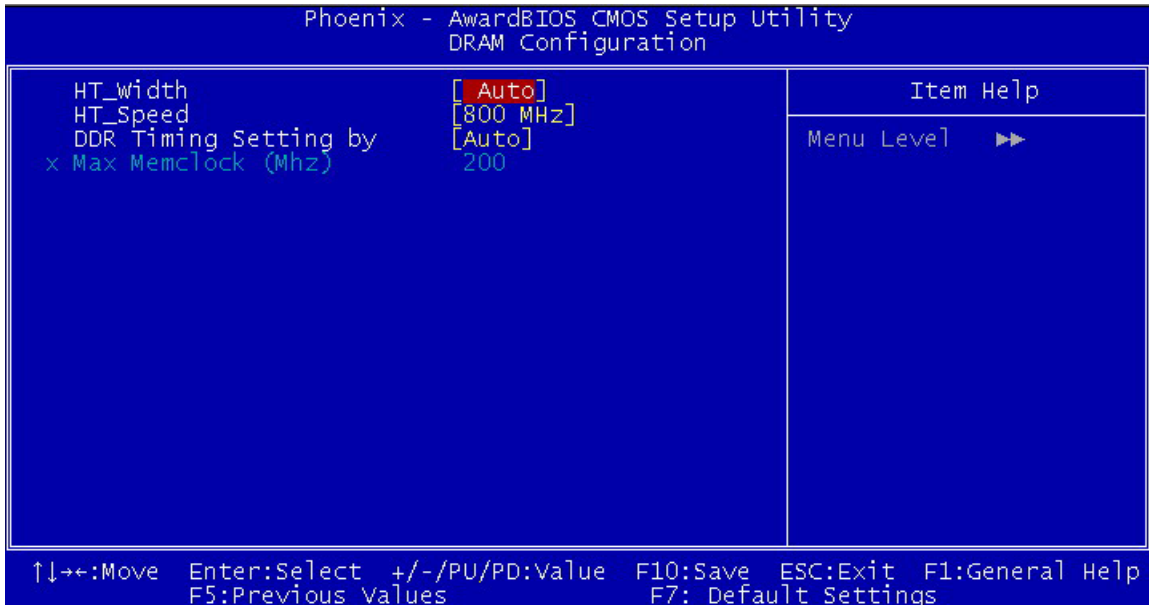 Phoenix - AwardBIOS CMOS Setup Utility
DRAM Configuration
HT_Width [ Auto]
HT_Speed [800 MHz]
DDR Timing Setting by [Auto]
x Max Memclock (Mhz) 200
Item Help
Menu Level ▶▶
↑↓→←:Move Enter:Select +/-/PU/PD:Value F10:Save ESC:Exit F1:General Help
F5:Previous Values F7: Default Settings